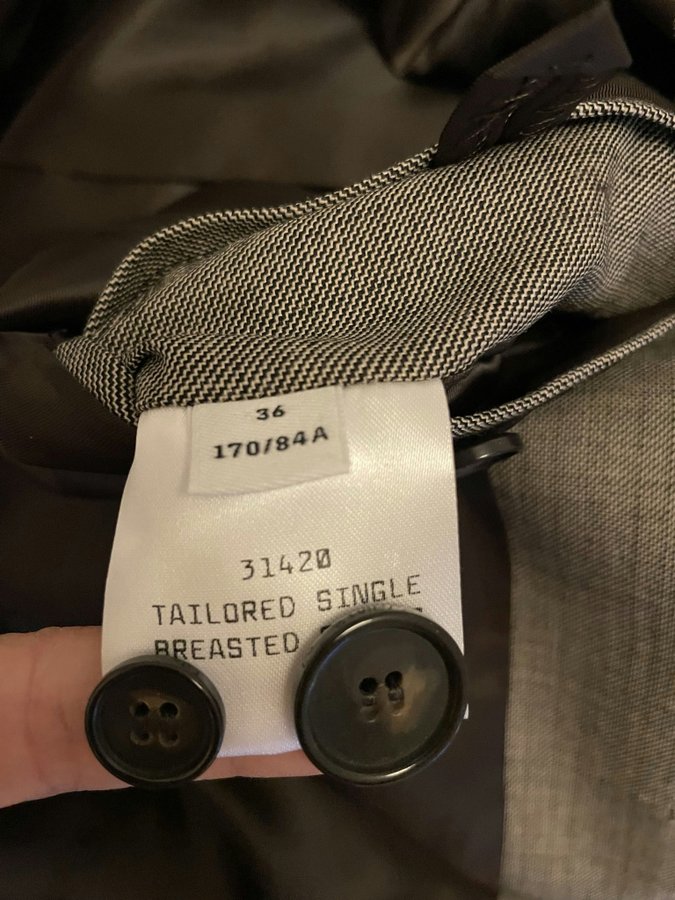 36
170/84A
31420
TAILORED SINGLE
BREASTED